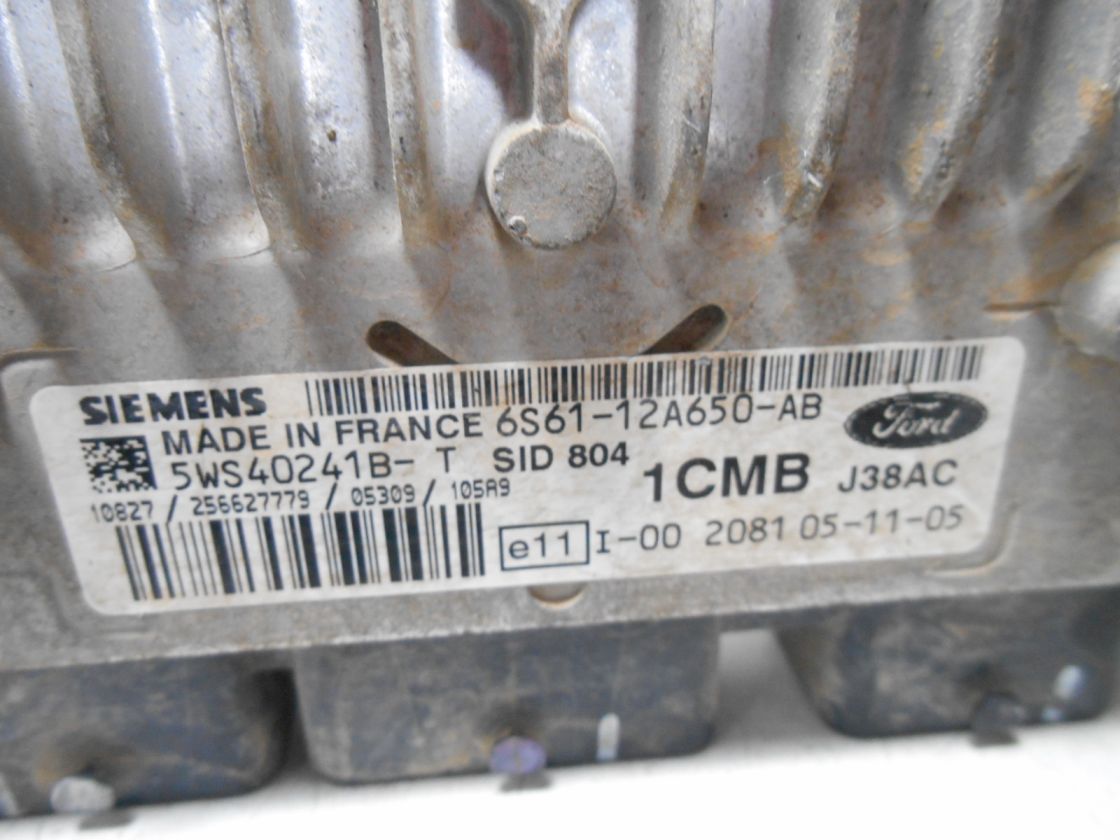 SIEMENS
MADE IN FRANCE 6S61-12A650-AB Ford
5WS40241B- T SID 804 1CMB J38AC
10827 / 256627779 / 05309 / 105A9
e11 I-00 2081 05-11-05